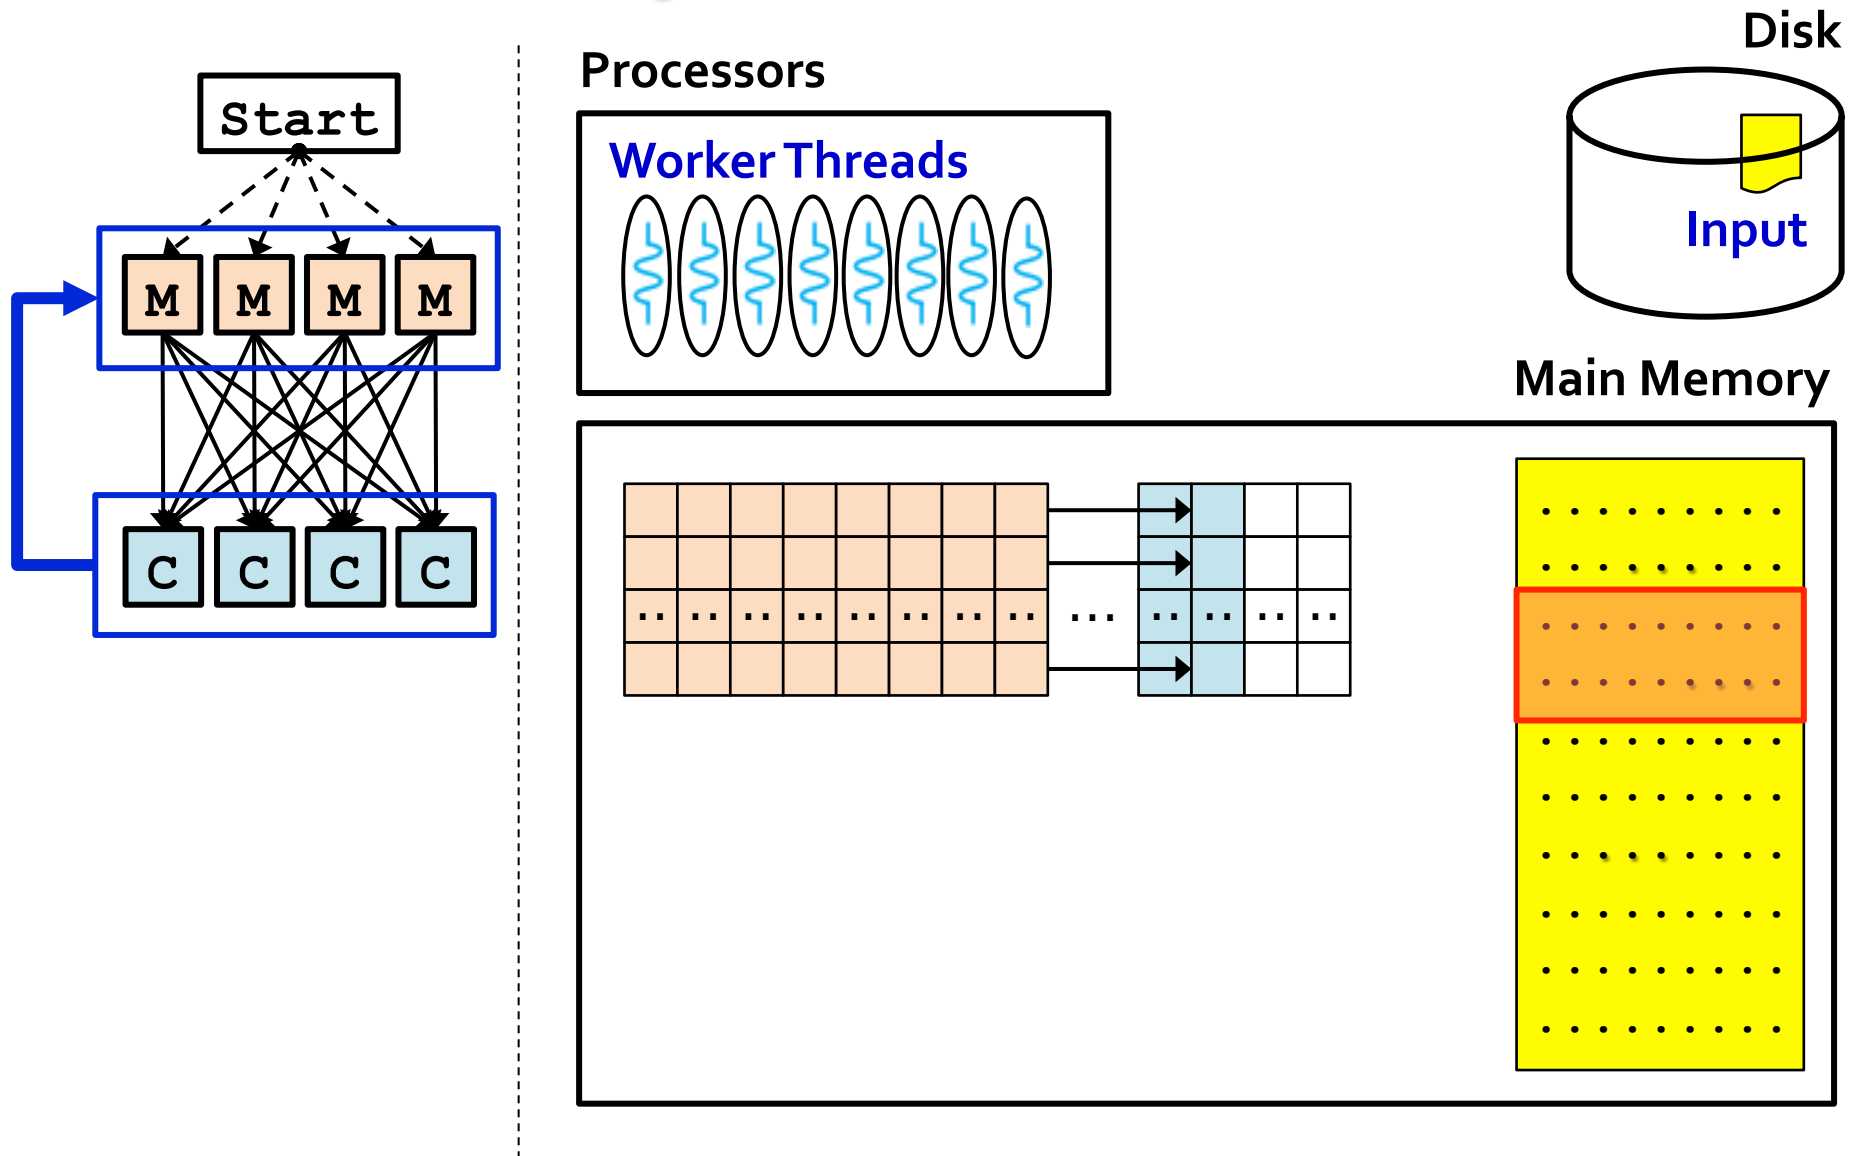 Start
M M M M
C C C C
Processors
Worker Threads
Disk
Input
Main Memory
.. .. .. .. .. .. .. .. ... .. .. .. ..